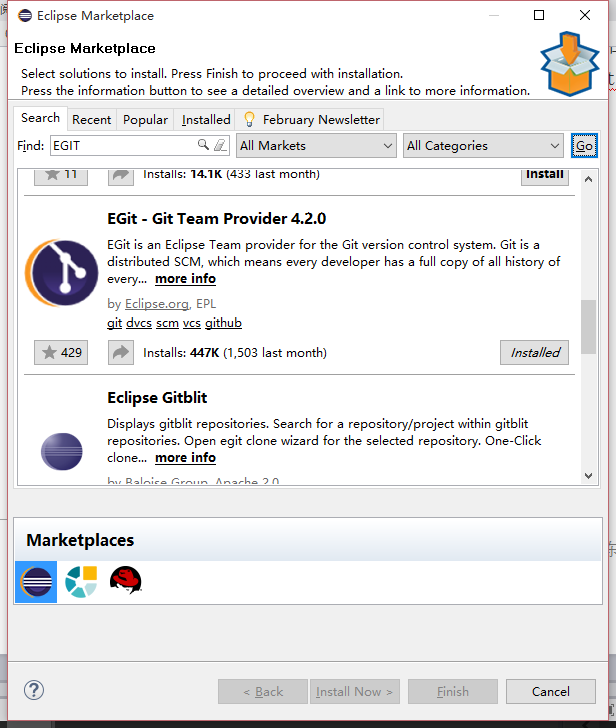 Eclipse Marketplace
Eclipse Marketplace
Select solutions to install. Press Finish to proceed with installation.
Press the information button to see a detailed overview and a link to more information.
Search Recent Popular Installed February Newsletter
Find: EGIT All Markets All Categories Go
11 Installs: 14.1K (433 last month) Install
EGit - Git Team Provider 4.2.0
EGit is an Eclipse Team provider for the Git version control system. Git is a
distributed SCM, which means every developer has a full copy of all history of
every... more info
by Eclipse.org, EPL
git dvcs scm vcs github
429 Installs: 447K (1,503 last month) Installed
Eclipse Gitblit
Displays gitblit repositories. Search for a repository/project within gitblit
repositories. Open egit clone wizard for the selected repository. One-Click
clone... more info
by Baloise Group, Apache 2.0
Marketplaces
? < Back Install Now > Finish Cancel